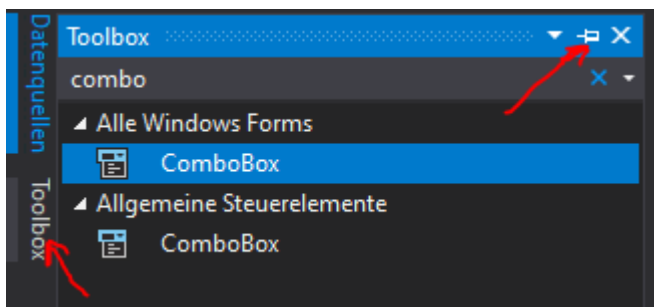 Datenquellen
Toolbox
Toolbox
combo
Alle Windows Forms
ComboBox
Allgemeine Steuerelemente
ComboBox